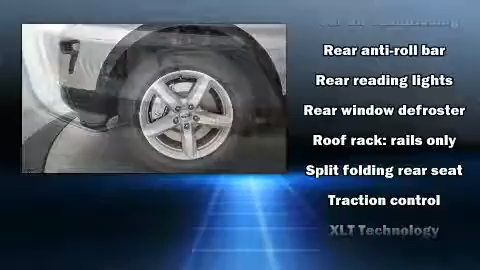 Rear anti-roll bar
Rear reading lights
Rear window defroster
Roof rack: rails only
Split folding rear seat
Traction control
XLT Technology